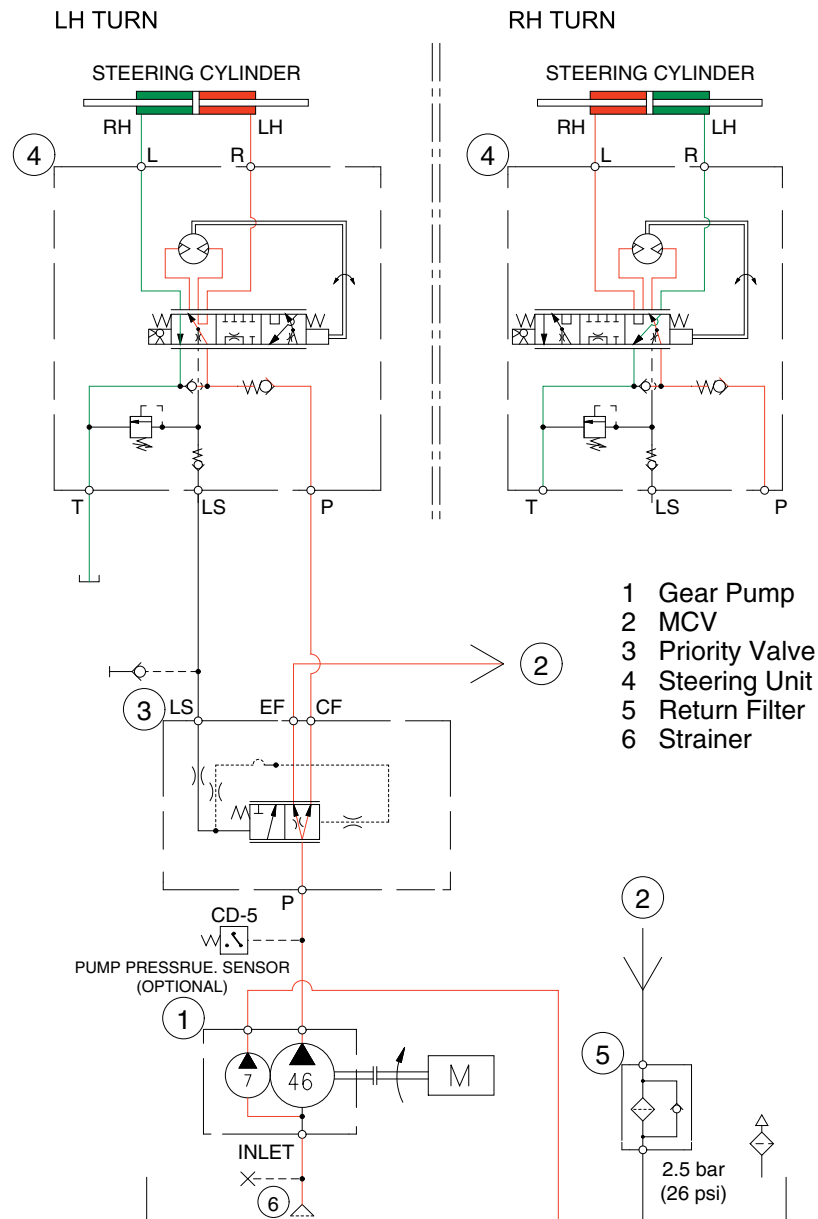 LH TURN
RH TURN
STEERING CYLINDER
STEERING CYLINDER
RH
LH
RH
LH
4
L
R
4
L
R
T
LS
P
T
LS
P
1 Gear Pump
2 MCV
3 Priority Valve
4 Steering Unit
5 Return Filter
6 Strainer
2
3
LS
EF
CF
P
CD-5
PUMP PRESSRUE. SENSOR
(OPTIONAL)
2
1
5
7
46
M
INLET
6
2.5 bar
(26 psi)